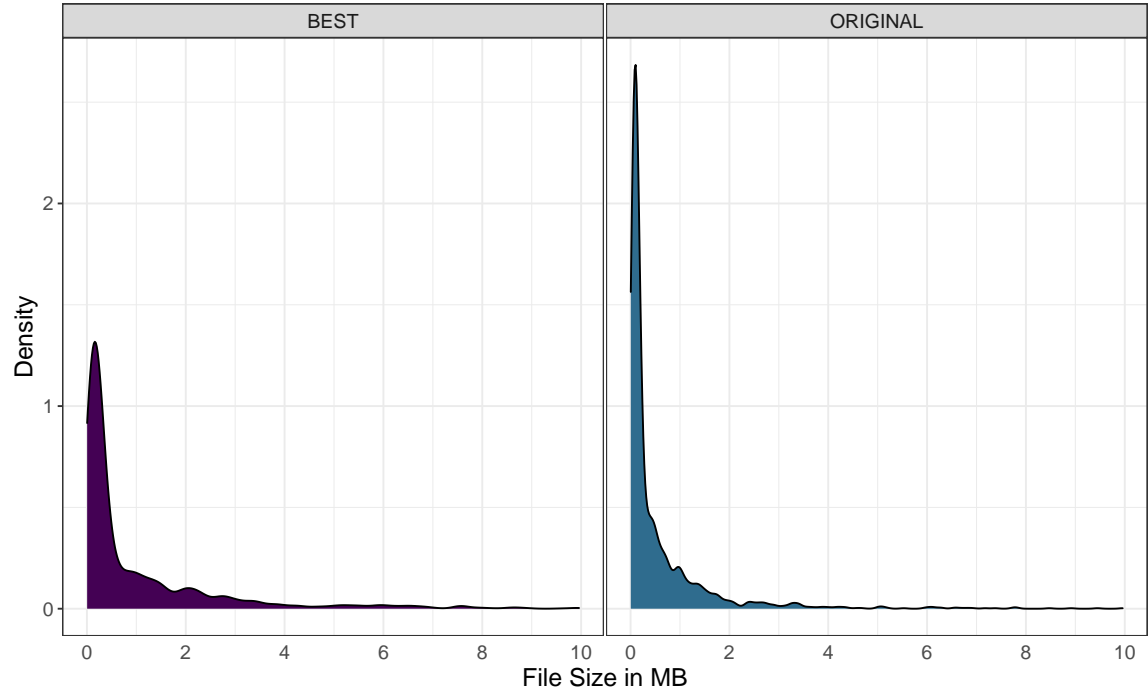 BEST ORIGINAL
Density
2
1
0
0 2 4 6 8 10 0 2 4 6 8 10
File Size in MB